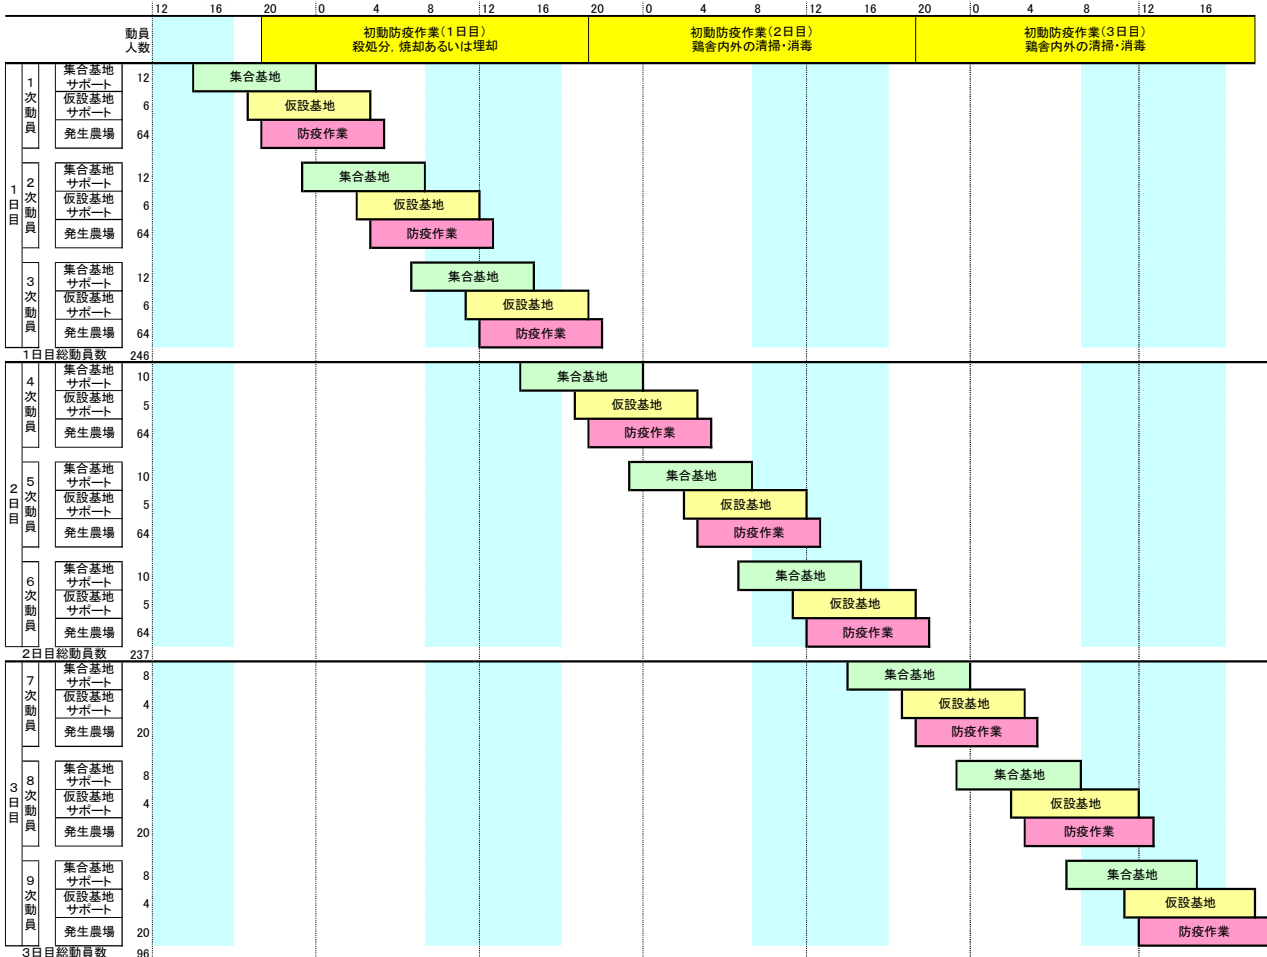 12 16 20 0 4 8 12 16 20 0 4 8 12 16 20 0 4 8 12 16
動員
人数
初動防疫作業(1日目)
殺処分,焼却あるいは埋却
初動防疫作業(2日目)
鶏舎内外の清掃・消毒
初動防疫作業(3日目)
鶏舎内外の清掃・消毒
1日目
1次動員
集合基地
サポート
12
集合基地
仮設基地
サポート
6
仮設基地
発生農場
64
防疫作業
2次動員
集合基地
サポート
12
集合基地
仮設基地
サポート
6
仮設基地
発生農場
64
防疫作業
3次動員
集合基地
サポート
12
集合基地
仮設基地
サポート
6
仮設基地
発生農場
64
防疫作業
1日目総動員数 246
2日目
4次動員
集合基地
サポート
10
集合基地
仮設基地
サポート
5
仮設基地
発生農場
64
防疫作業
5次動員
集合基地
サポート
10
集合基地
仮設基地
サポート
5
仮設基地
発生農場
64
防疫作業
6次動員
集合基地
サポート
10
集合基地
仮設基地
サポート
5
仮設基地
発生農場
64
防疫作業
2日目総動員数 237
3日目
7次動員
集合基地
サポート
8
集合基地
仮設基地
サポート
4
仮設基地
発生農場
20
防疫作業
8次動員
集合基地
サポート
8
集合基地
仮設基地
サポート
4
仮設基地
発生農場
20
防疫作業
9次動員
集合基地
サポート
8
集合基地
仮設基地
サポート
4
仮設基地
発生農場
20
防疫作業
3日目総動員数 96